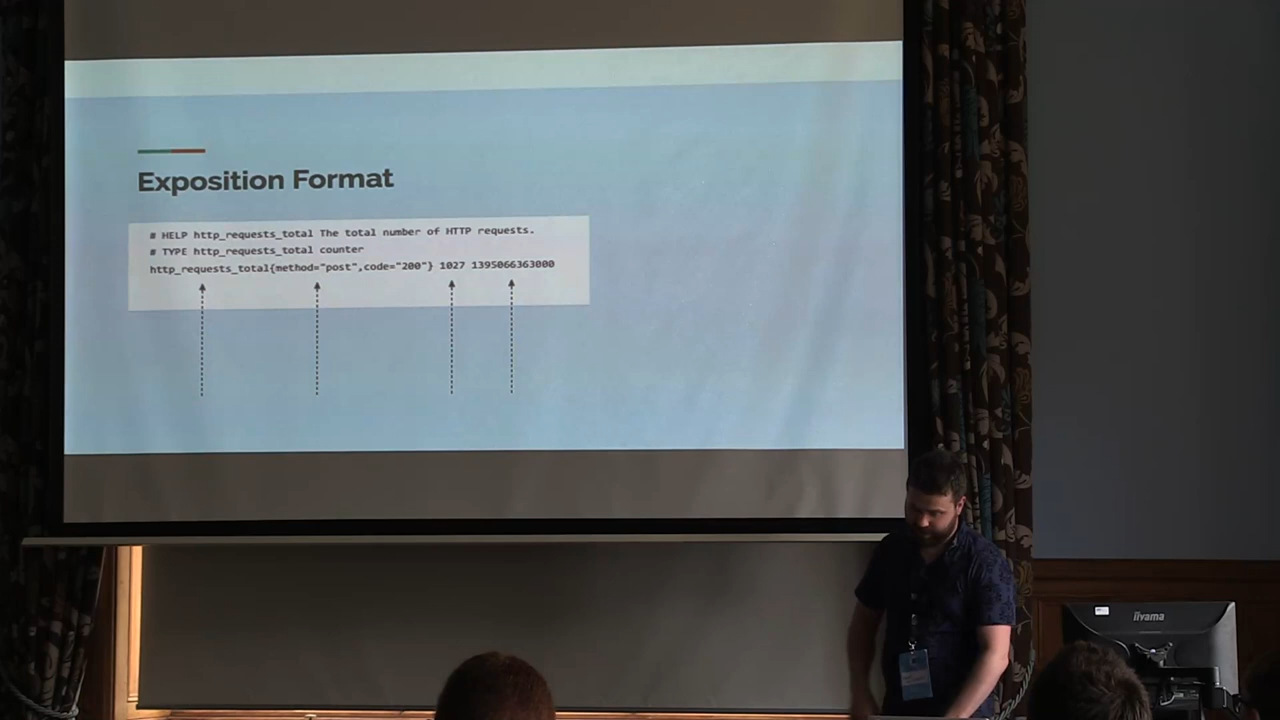 Exposition Format
# HELP http_requests_total The total number of HTTP requests.
# TYPE http_requests_total counter
http_requests_total{method="post",code="200"} 1027 1395066363000
iiyama